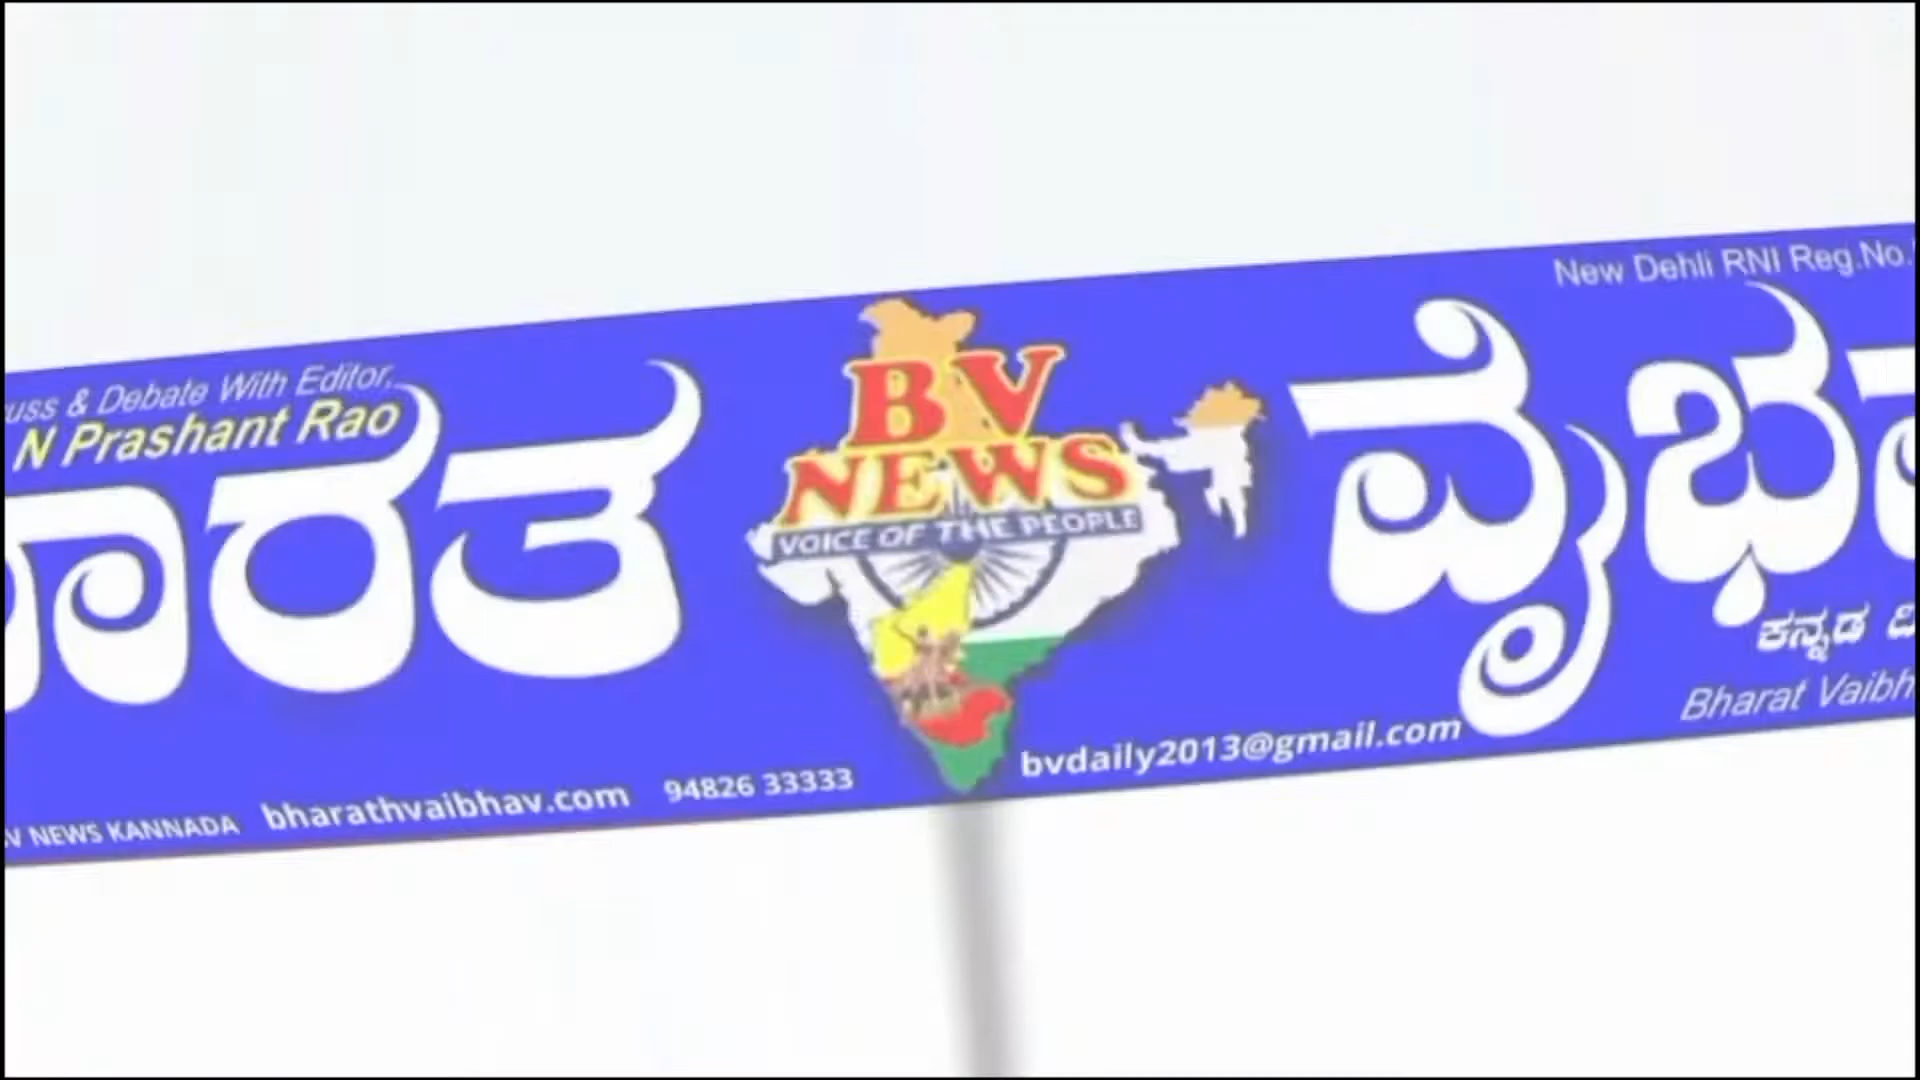 New Dehli RNI Reg.No.
& Debate With Editor,
N Prashant Rao
ಭಾರತ
BV
NEWS
VOICE OF THE PEOPLE
ವೈಭ
ಕನ್ನಡ
Bharat
NEWS KANNADA bharathvaibhav.com 94826 33333 bvdaily2013@gmail.com